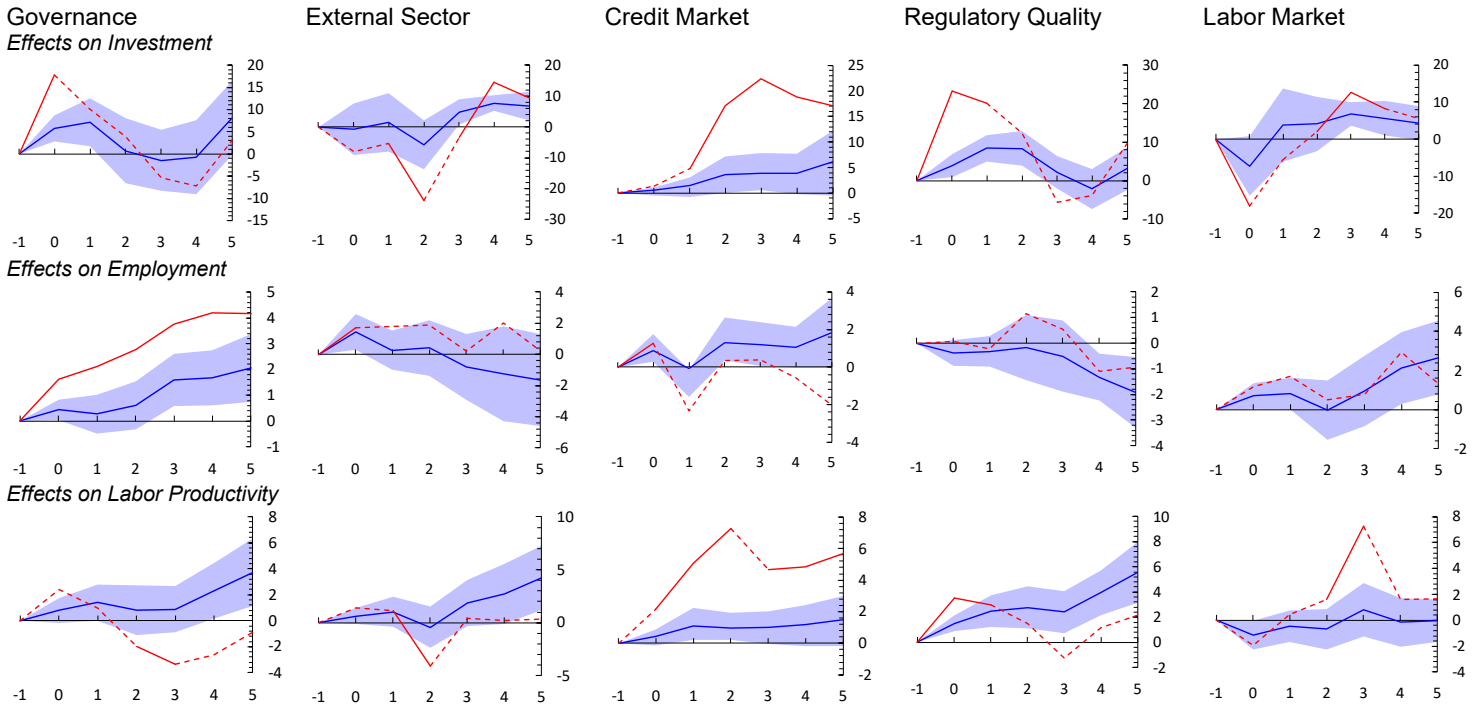 Governance External Sector Credit Market Regulatory Quality Labor Market
Effects on Investment
20 15 10 5 0 -5 -10 -15
-1 0 1 2 3 4 5
20 10 0 -10 -20 -30
-1 0 1 2 3 4 5
25 20 15 10 5 0 -5
-1 0 1 2 3 4 5
30 20 10 0 -10
-1 0 1 2 3 4 5
20 10 0 -10 -20
-1 0 1 2 3 4 5
Effects on Employment
5 4 3 2 1 0 -1
-1 0 1 2 3 4 5
4 2 0 -2 -4 -6
-1 0 1 2 3 4 5
4 2 0 -2 -4
-1 0 1 2 3 4 5
2 1 0 -1 -2 -3 -4
-1 0 1 2 3 4 5
6 4 2 0 -2
-1 0 1 2 3 4 5
Effects on Labor Productivity
8 6 4 2 0 -2 -4
-1 0 1 2 3 4 5
10 5 0 -5
-1 0 1 2 3 4 5
8 6 4 2 0 -2
-1 0 1 2 3 4 5
10 8 6 4 2 0 -2
-1 0 1 2 3 4 5
8 6 4 2 0 -2 -4
-1 0 1 2 3 4 5